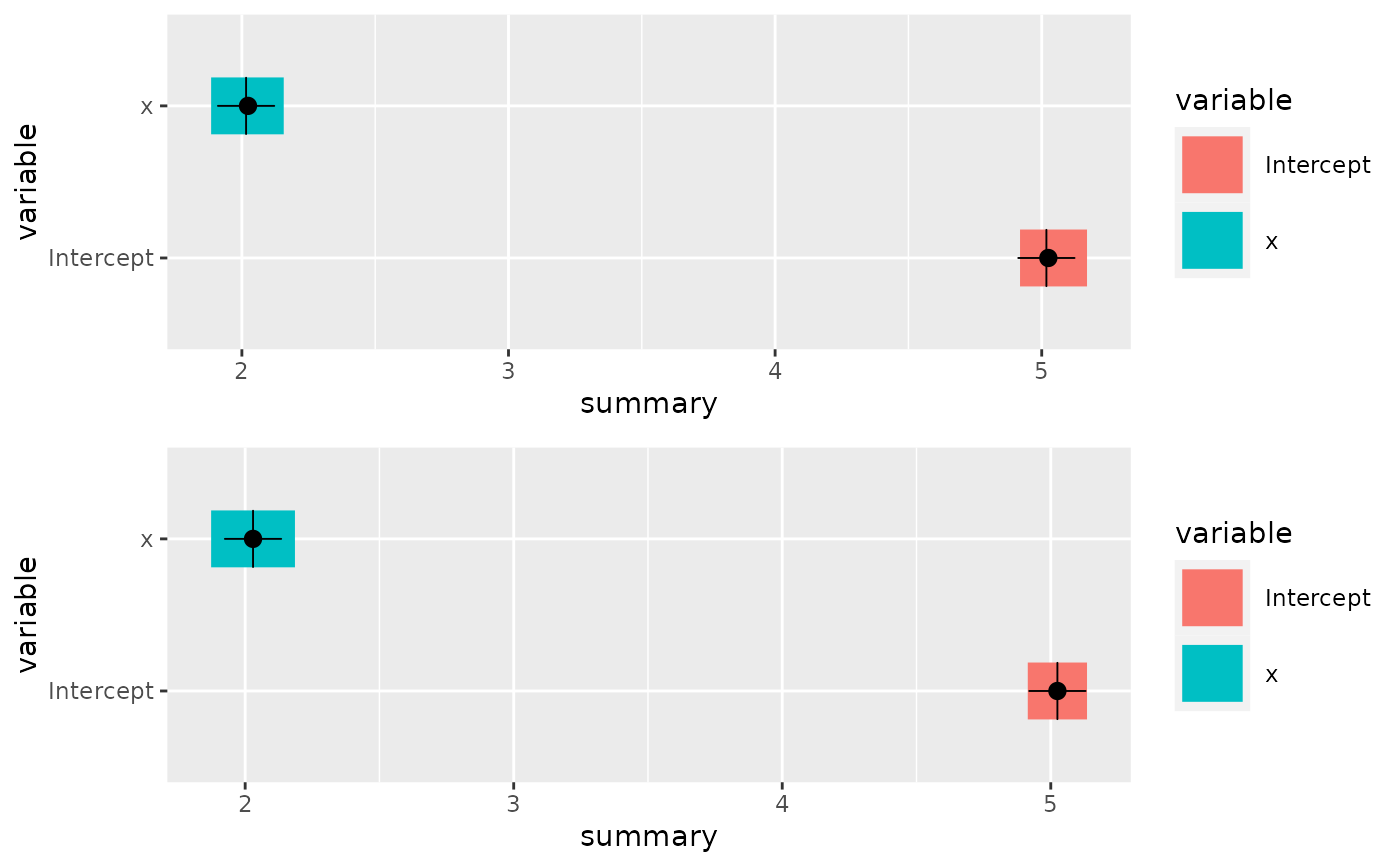 variable
x
Intercept
2 3 4 5
summary
variable
Intercept
x
variable
x
Intercept
2 3 4 5
summary
variable
Intercept
x